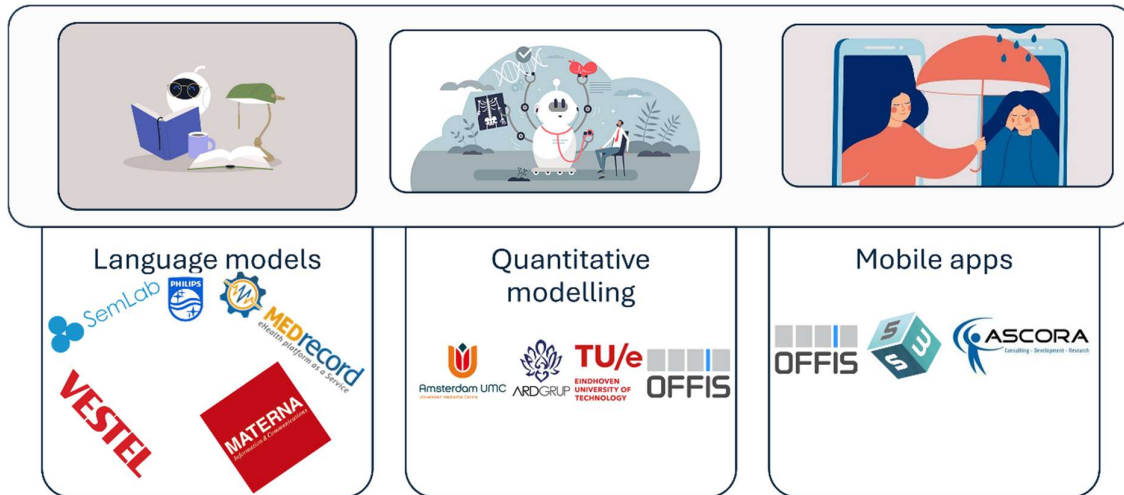 Language models
SemLab
PHILIPS
MEDrecord
eHealth platform as a Service
VESTEL
MATERNA
Information & Communications
Quantitative
modelling
Amsterdam UMC
Universitair Medische Centra
ARDGRUP
TU/e
EINDHOVEN
UNIVERSITY OF
TECHNOLOGY
OFFIS
Mobile apps
OFFIS
ASCORA
Consulting - Development - Research